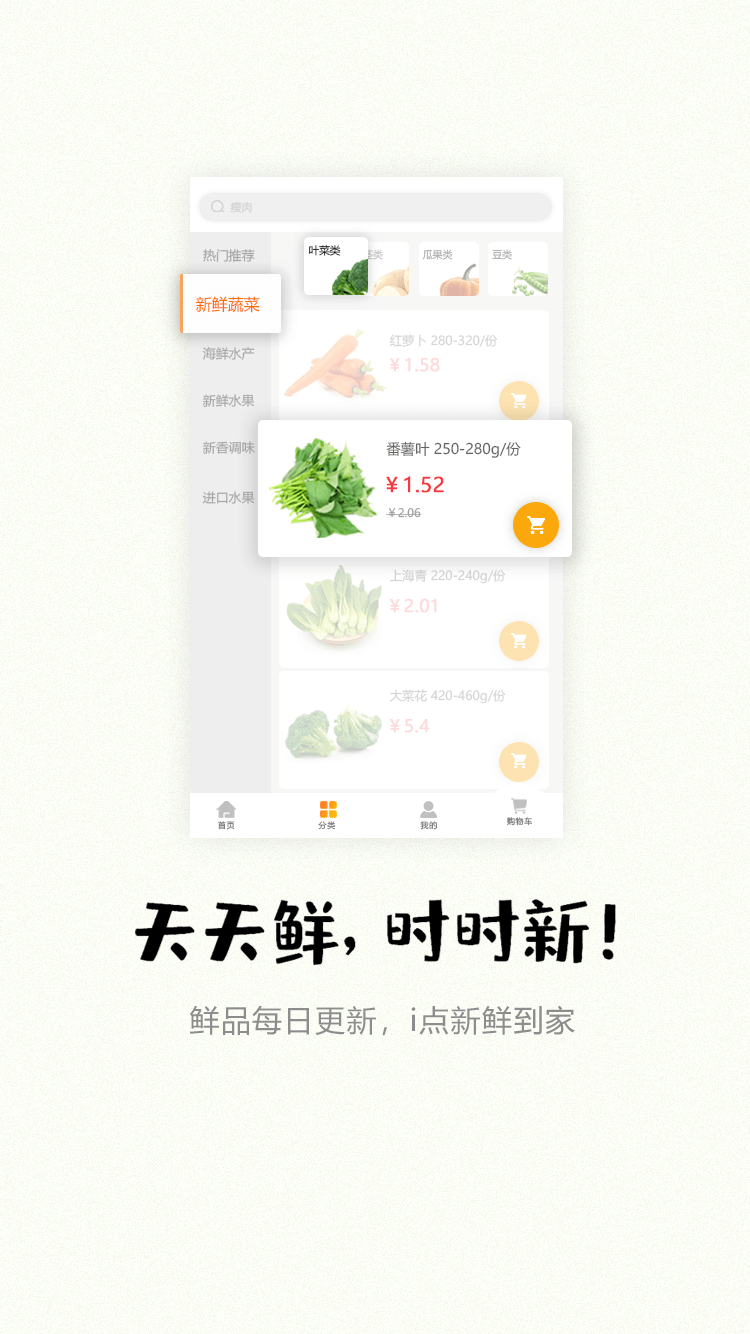 瘦肉
热门推荐
新鲜蔬菜
海鲜水产
新鲜水果
新香调味
进口水果
叶菜类
茎类
瓜果类
豆类
红萝卜 280-320/份
¥1.58
番薯叶 250-280g/份
¥1.52
¥2.06
上海青 220-240g/份
¥2.01
大菜花 420-460g/份
¥5.4
首页
分类
我的
购物车
天天鲜，时时新！
鲜品每日更新，i点新鲜到家